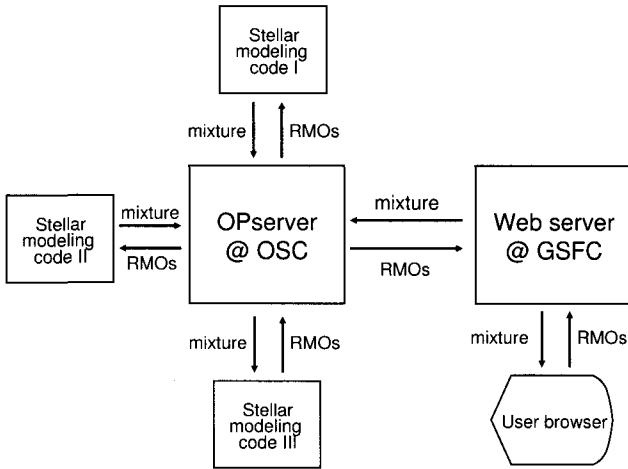 Stellar
modeling
code I
mixture
RMOs
Stellar
modeling
code II
mixture
RMOs
OPserver
@ OSC
mixture
RMOs
Web server
@ GSFC
mixture
RMOs
Stellar
modeling
code III
mixture
RMOs
User browser